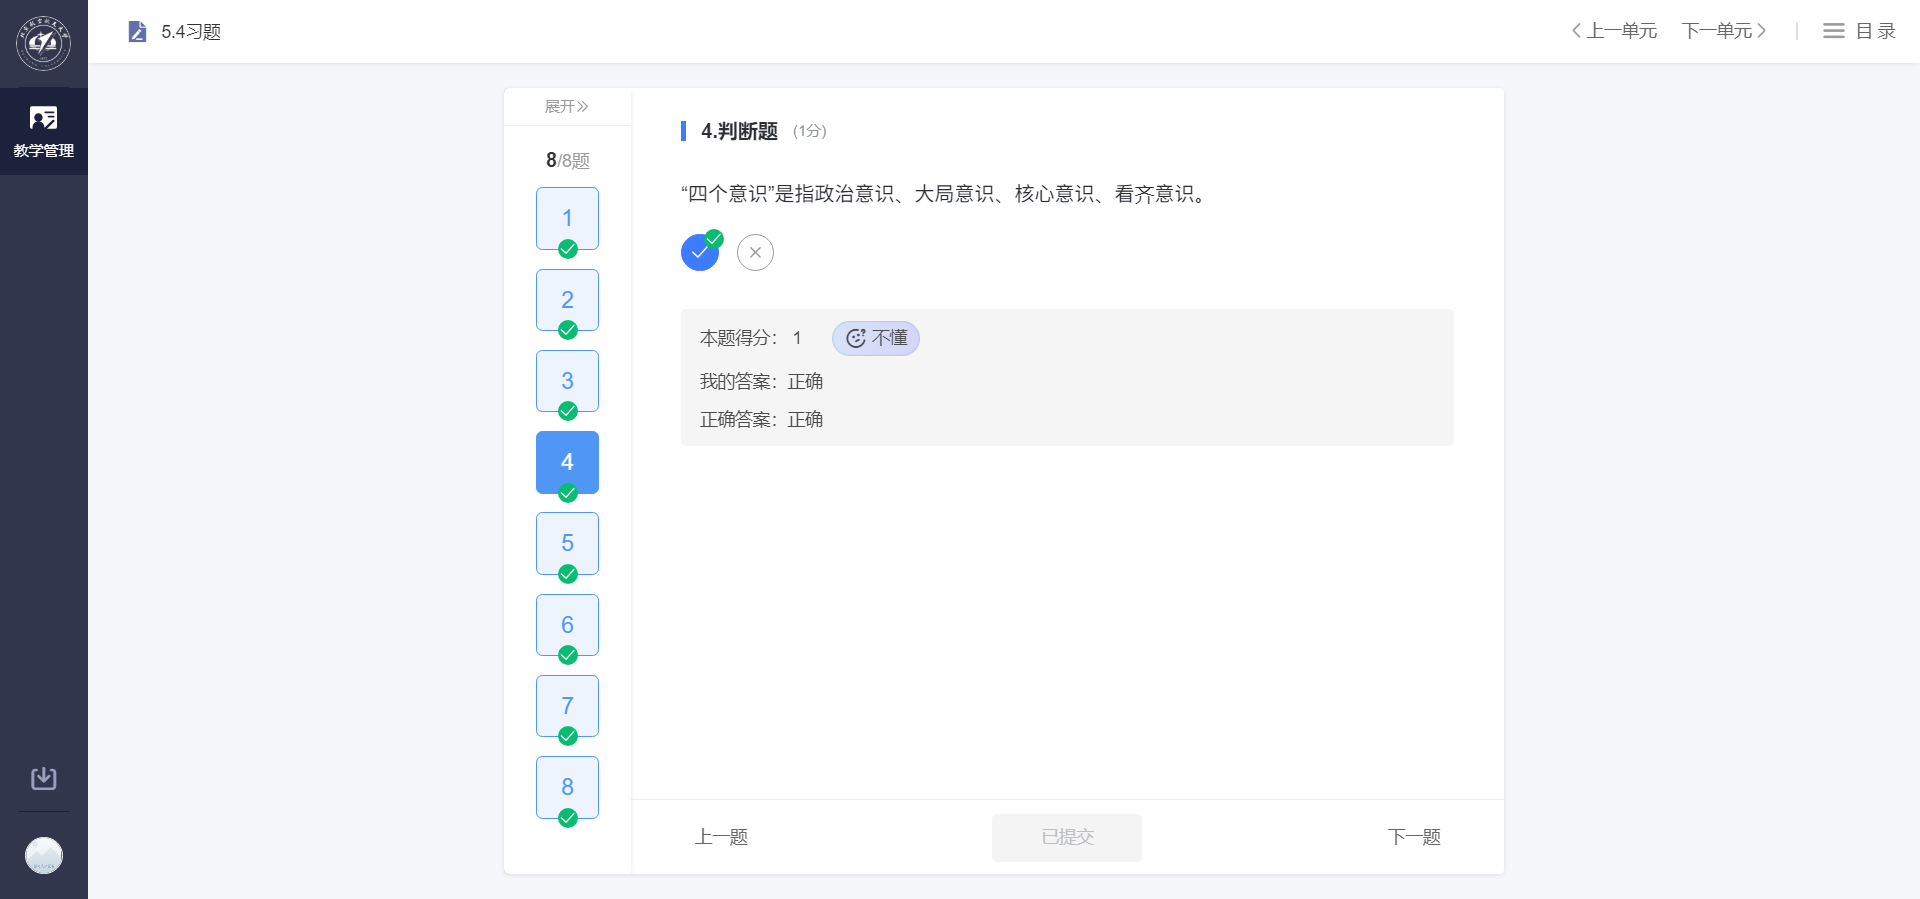 5.4习题
上一单元
下一单元
目录
教学管理
展开
8/8题
1
2
3
4
5
6
7
8
4.判断题 (1分)
“四个意识”是指政治意识、大局意识、核心意识、看齐意识。
本题得分： 1
不懂
我的答案：正确
正确答案：正确
上一题
已提交
下一题